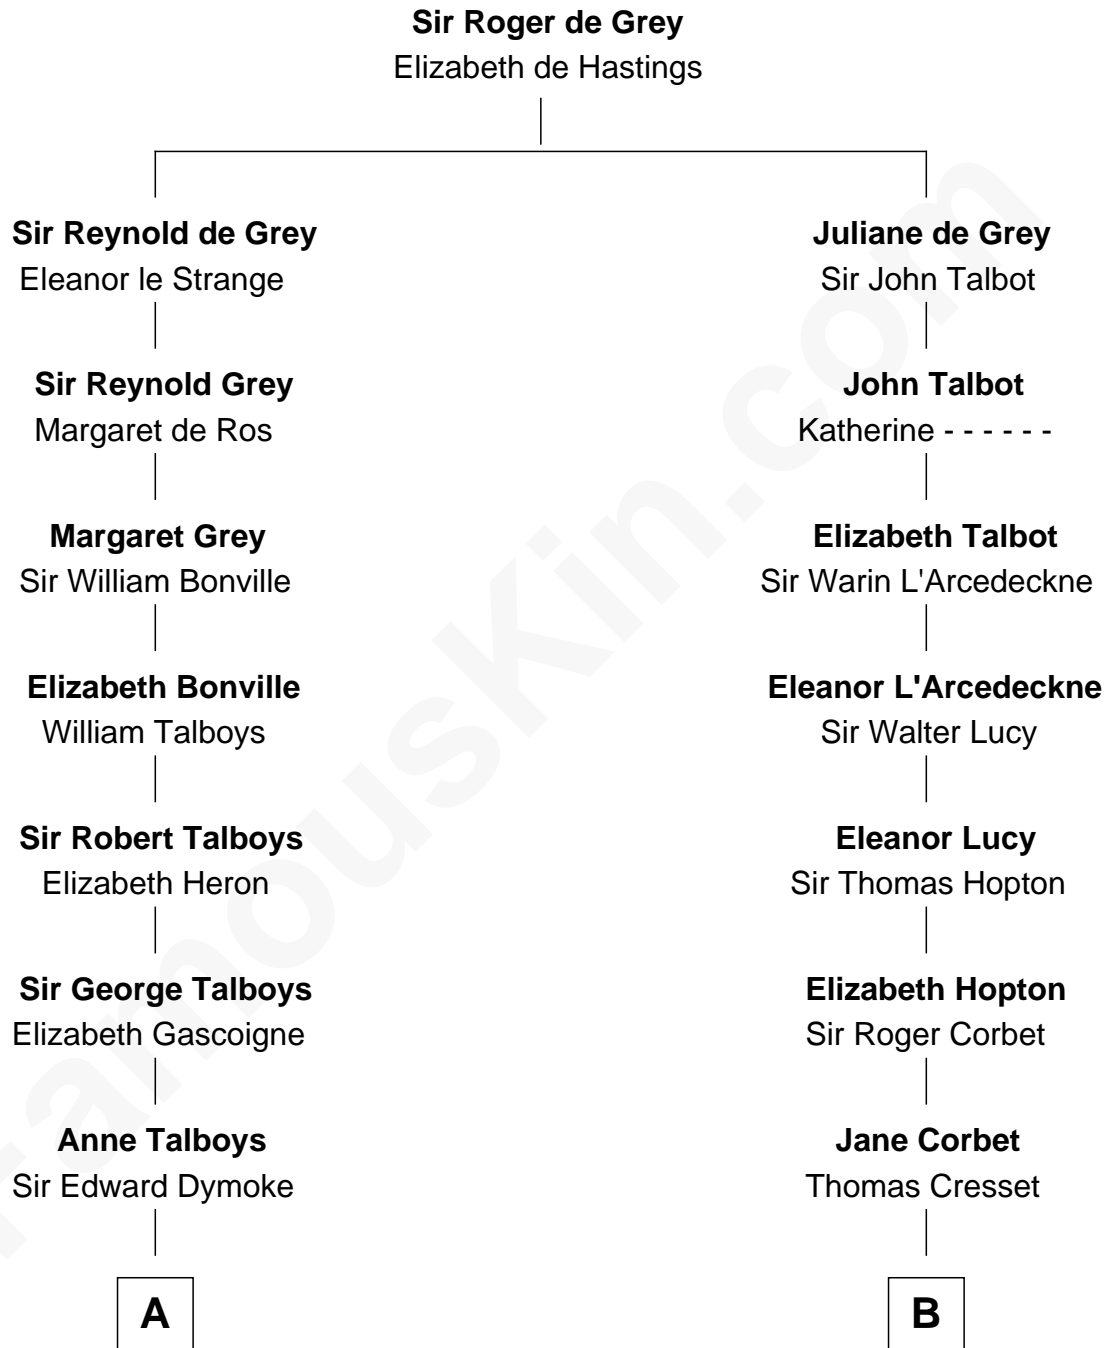 Sir Roger de Grey
Elizabeth de Hastings
Sir Reynold de Grey
Eleanor le Strange
Juliane de Grey
Sir John Talbot
Sir Reynold Grey
Margaret de Ros
John Talbot
Katherine - - - - - -
Margaret Grey
Sir William Bonville
Elizabeth Talbot
Sir Warin L'Arcedeckne
Elizabeth Bonville
William Talboys
Eleanor L'Arcedeckne
Sir Walter Lucy
Sir Robert Talboys
Elizabeth Heron
Eleanor Lucy
Sir Thomas Hopton
Sir George Talboys
Elizabeth Gascoigne
Elizabeth Hopton
Sir Roger Corbet
Anne Talboys
Sir Edward Dymoke
Jane Corbet
Thomas Cresset
A
B
FamousKin.com